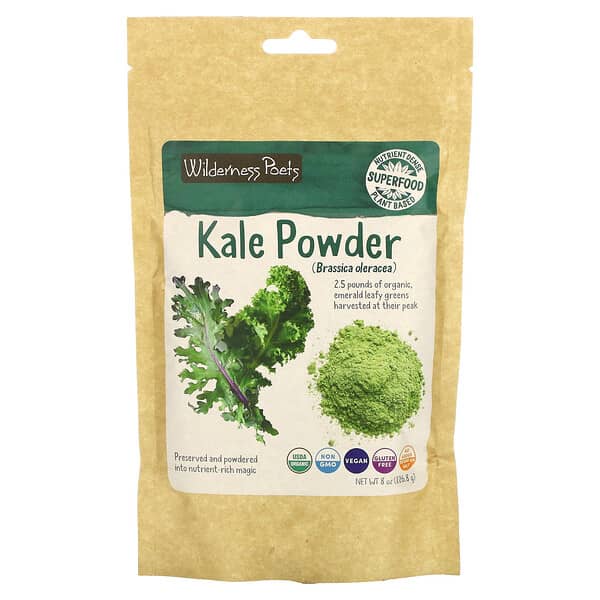 Wilderness Poets
NUTRIENT DENSE
SUPERFOOD
PLANT BASED
Kale Powder
(Brassica oleracea)
2.5 pounds of organic,
emerald leafy greens
harvested at their peak
Preserved and powdered
into nutrient-rich magic
USDA
ORGANIC
NON
GMO
VEGAN
GLUTEN
FREE
NET WT 8 oz (226.8 g)